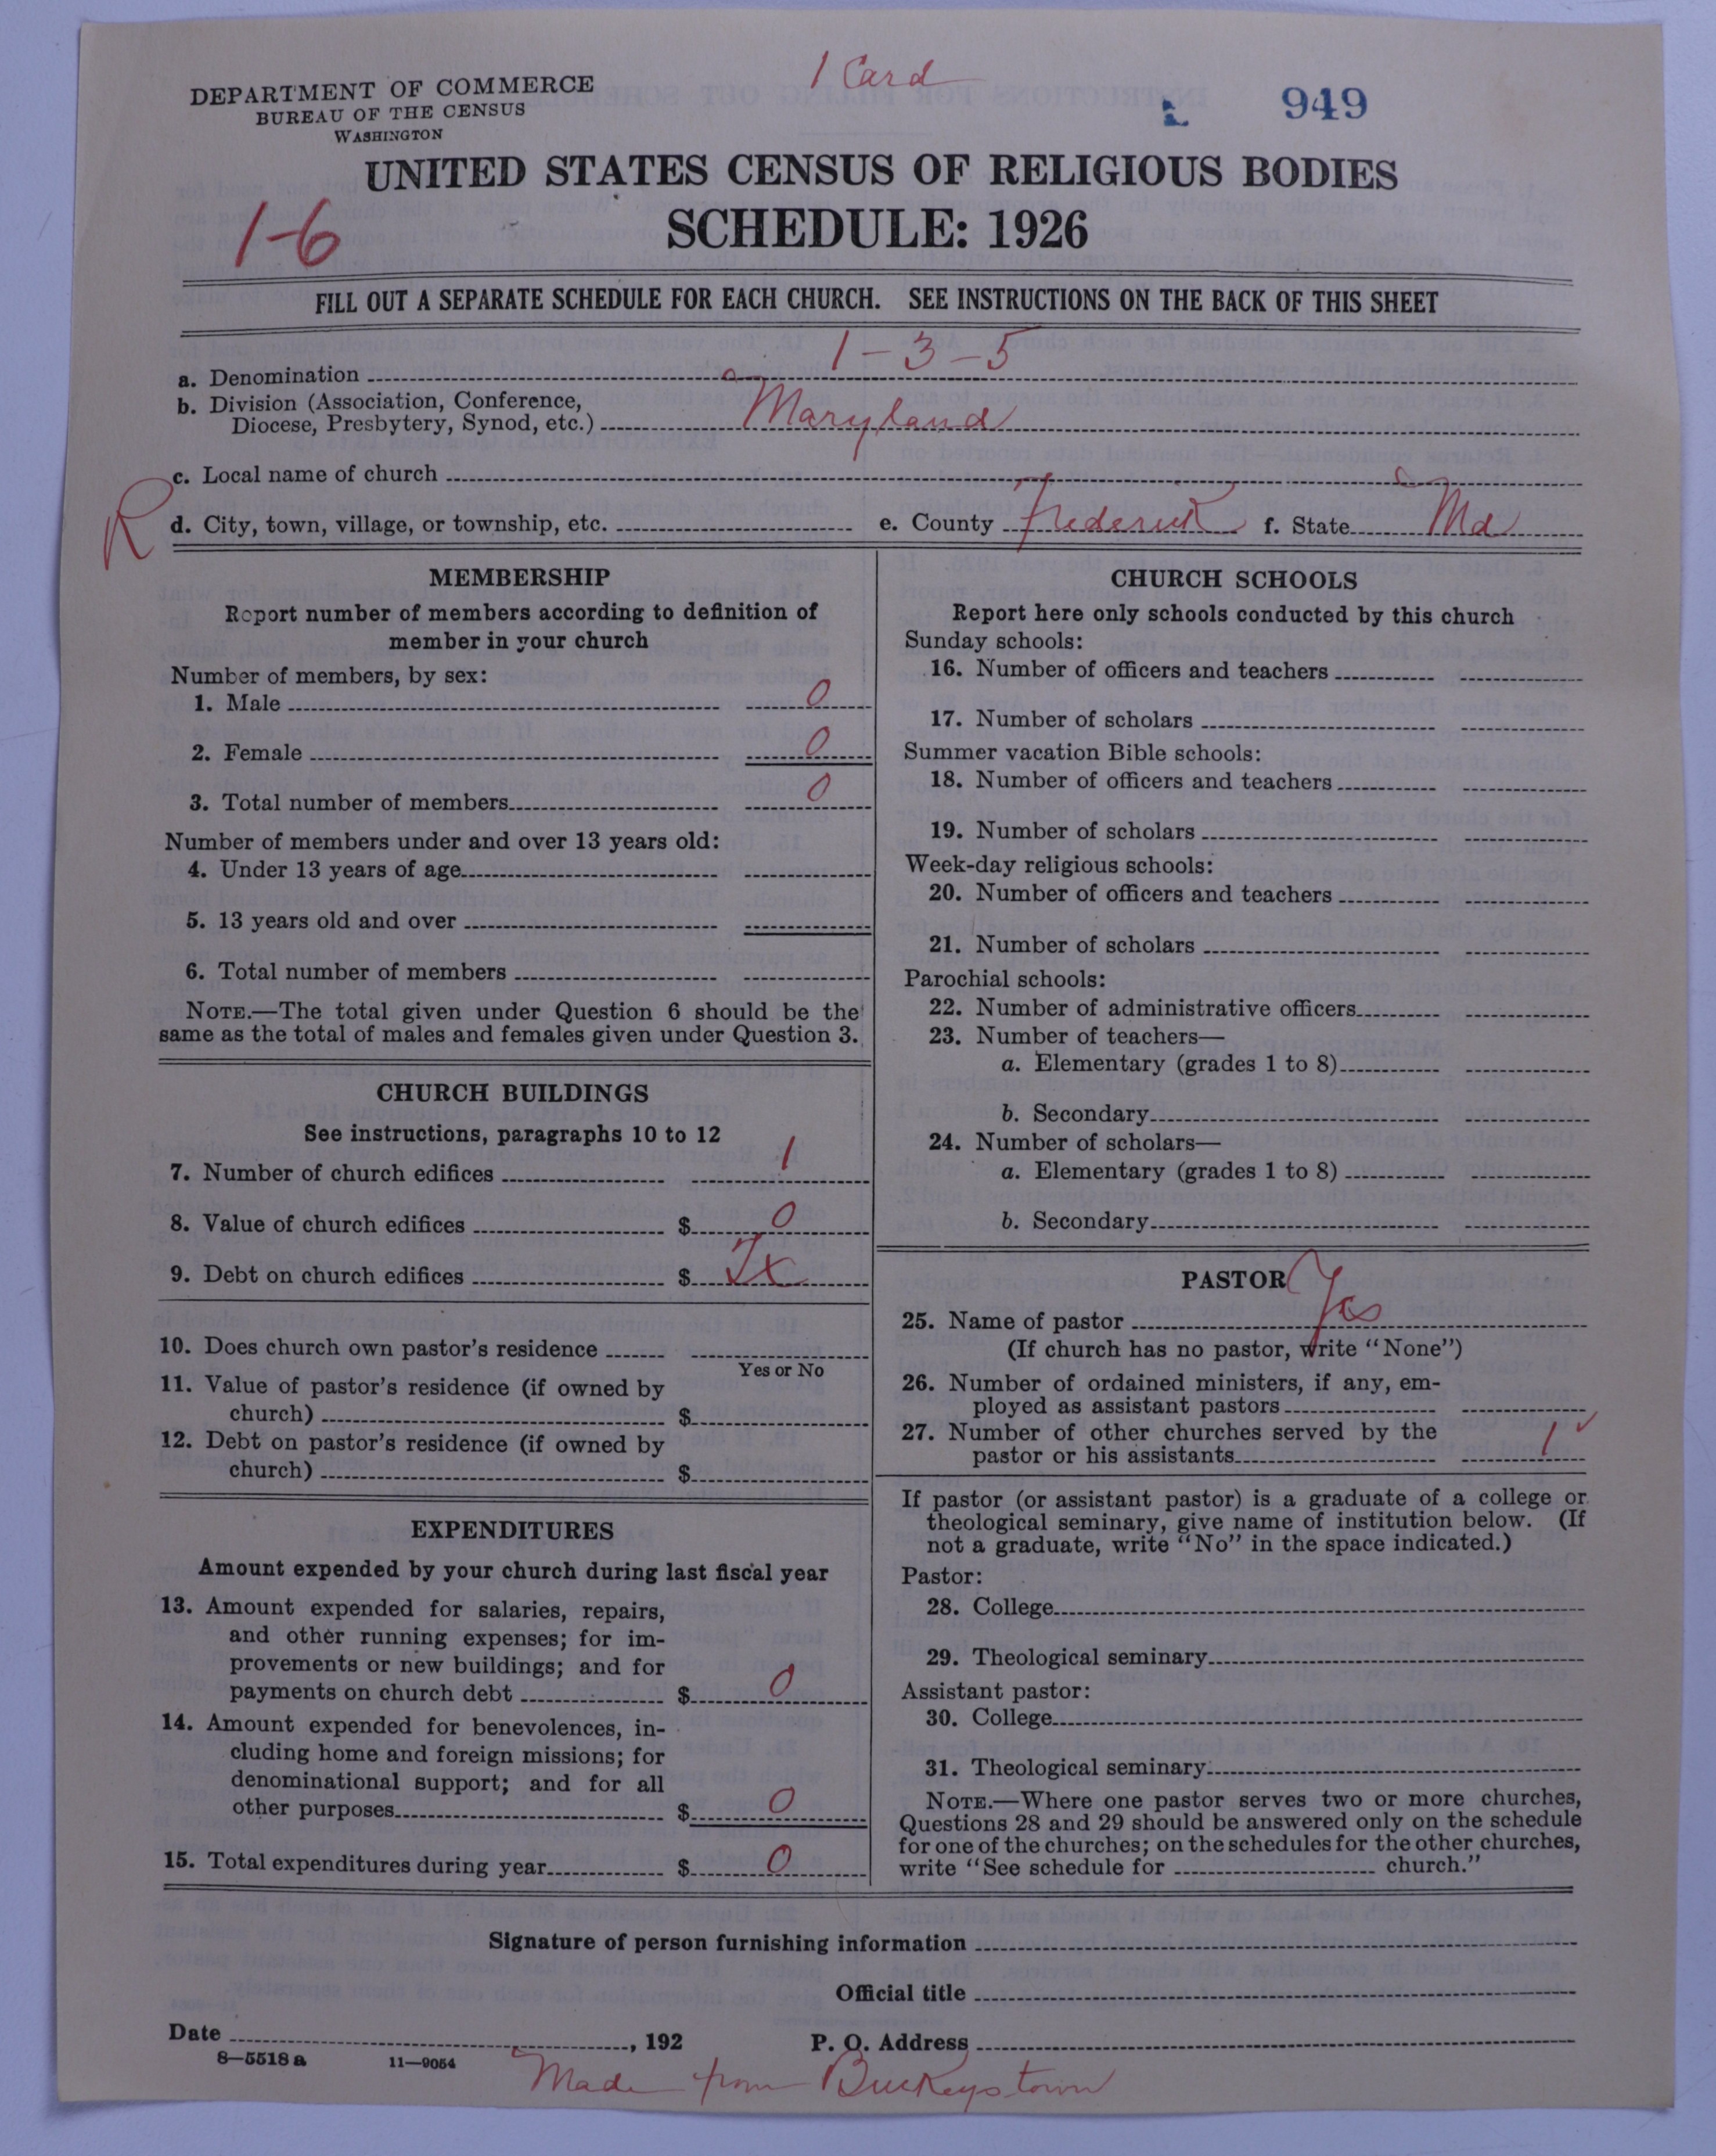 1 Card
DEPARTMENT OF COMMERCE
BUREAU OF THE CENSUS
WASHINGTON
949
UNITED STATES CENSUS OF RELIGIOUS BODIES
1-6
SCHEDULE: 1926
FILL OUT A SEPARATE SCHEDULE FOR EACH CHURCH. SEE INSTRUCTIONS ON THE BACK OF THIS SHEET
a. Denomination 1-3-5
b. Division (Association, Conference,
Diocese, Presbytery, Synod, etc.) Maryland
c. Local name of church
R
d. City, town, village, or township, etc. e. County Frederick f. State Md
MEMBERSHIP
Report number of members according to definition of
member in your church
Number of members, by sex:
1. Male 0
2. Female 0
3. Total number of members 0
Number of members under and over 13 years old:
4. Under 13 years of age
5. 13 years old and over
6. Total number of members
NOTE.—The total given under Question 6 should be the
same as the total of males and females given under Question 3.
CHURCH BUILDINGS
See instructions, paragraphs 10 to 12
7. Number of church edifices 1
8. Value of church edifices $ 0
9. Debt on church edifices $
10. Does church own pastor's residence
Yes or No
11. Value of pastor's residence (if owned by
church) $
12. Debt on pastor's residence (if owned by
church) $
EXPENDITURES
Amount expended by your church during last fiscal year
13. Amount expended for salaries, repairs,
and other running expenses; for im-
provements or new buildings; and for
payments on church debt $ 0
14. Amount expended for benevolences, in-
cluding home and foreign missions; for
denominational support; and for all
other purposes $ 0
15. Total expenditures during year $ 0
CHURCH SCHOOLS
Report here only schools conducted by this church
Sunday schools:
16. Number of officers and teachers
17. Number of scholars
Summer vacation Bible schools:
18. Number of officers and teachers
19. Number of scholars
Week-day religious schools:
20. Number of officers and teachers
21. Number of scholars
Parochial schools:
22. Number of administrative officers
23. Number of teachers—
a. Elementary (grades 1 to 8)
b. Secondary
24. Number of scholars—
a. Elementary (grades 1 to 8)
b. Secondary
PASTOR
25. Name of pastor Yes
(If church has no pastor, write "None")
26. Number of ordained ministers, if any, em-
ployed as assistant pastors
27. Number of other churches served by the
pastor or his assistants 1 ✓
If pastor (or assistant pastor) is a graduate of a college or
theological seminary, give name of institution below. (If
not a graduate, write "No" in the space indicated.)
Pastor:
28. College
29. Theological seminary
Assistant pastor:
30. College
31. Theological seminary
NOTE.—Where one pastor serves two or more churches,
Questions 28 and 29 should be answered only on the schedule
for one of the churches; on the schedules for the other churches,
write "See schedule for church."
Signature of person furnishing information
Official title
Date , 192 P. O. Address
8—5518 a 11—9054
Made from Buckeystown